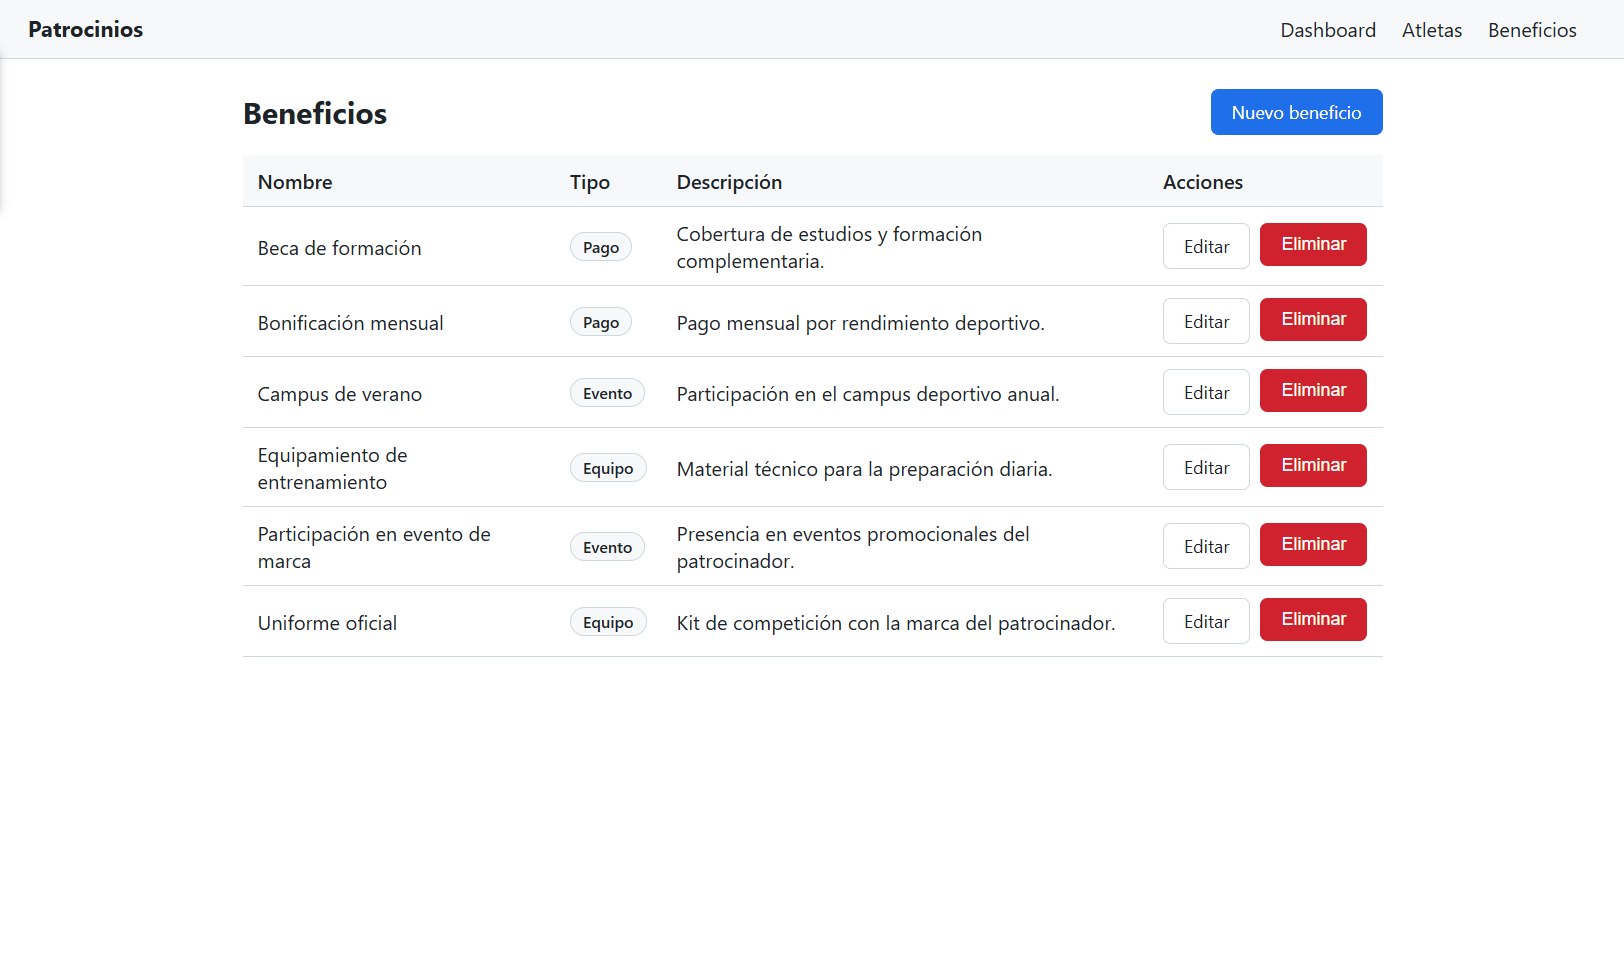 Patrocinios
Dashboard Atletas Beneficios
Beneficios
Nuevo beneficio
Nombre Tipo Descripción Acciones
Beca de formación Pago Cobertura de estudios y formación
complementaria. Editar Eliminar
Bonificación mensual Pago Pago mensual por rendimiento deportivo. Editar Eliminar
Campus de verano Evento Participación en el campus deportivo anual. Editar Eliminar
Equipamiento de
entrenamiento Equipo Material técnico para la preparación diaria. Editar Eliminar
Participación en evento de
marca Evento Presencia en eventos promocionales del
patrocinador. Editar Eliminar
Uniforme oficial Equipo Kit de competición con la marca del patrocinador. Editar Eliminar